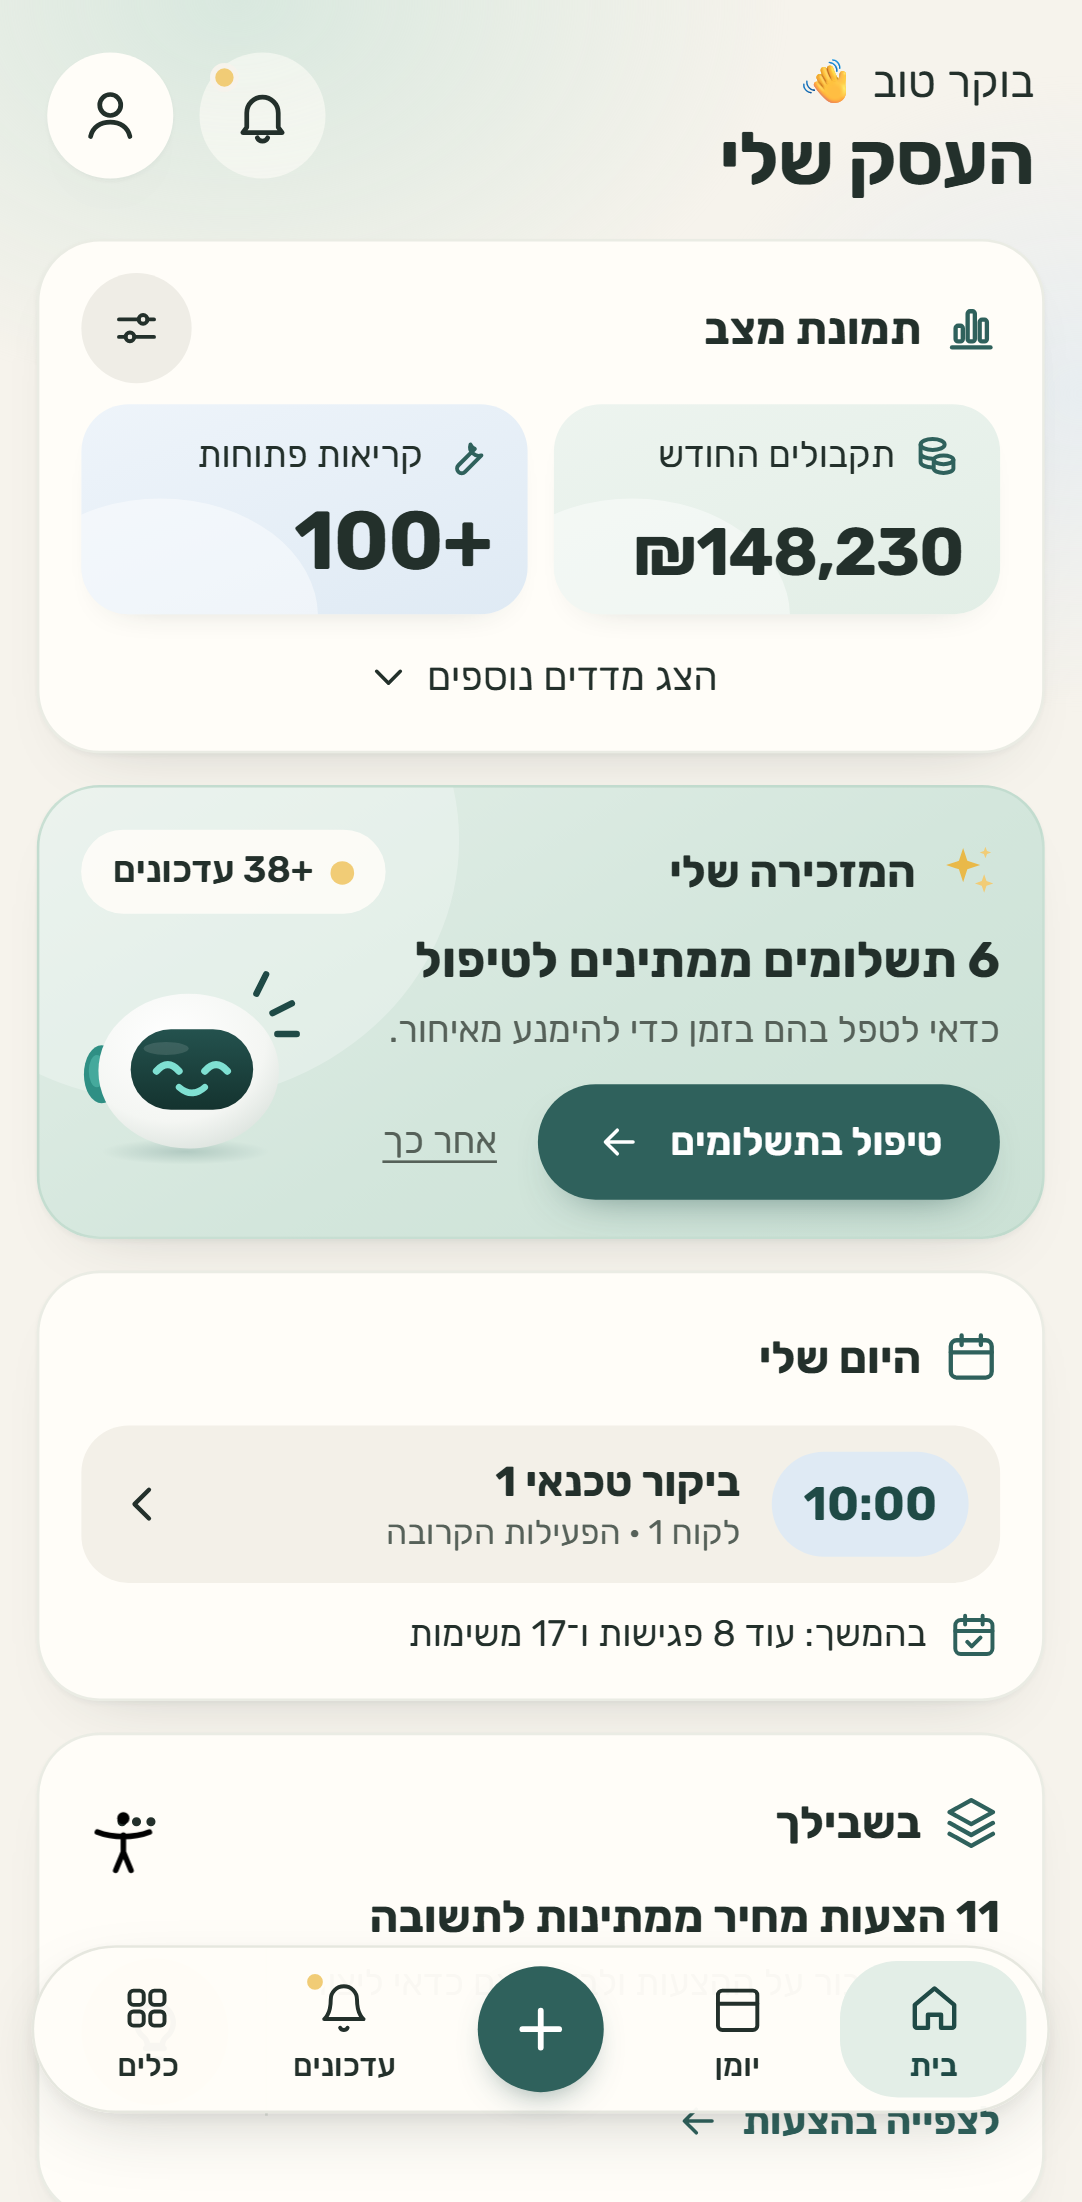 בוקר טוב 👋
העסק שלי
תמונת מצב
תקבולים החודש
₪148,230
קריאות פתוחות
100+
הצג מדדים נוספים
המזכירה שלי
38+ עדכונים
6 תשלומים ממתינים לטיפול
כדאי לטפל בהם בזמן כדי להימנע מאיחור.
טיפול בתשלומים
אחר כך
היום שלי
10:00
ביקור טכנאי 1
לקוח 1 • הפעילות הקרובה
בהמשך: עוד 8 פגישות ו־17 משימות
בשבילך
11 הצעות מחיר ממתינות לתשובה
בית
יומן
עדכונים
כלים
לצפייה בהצעות